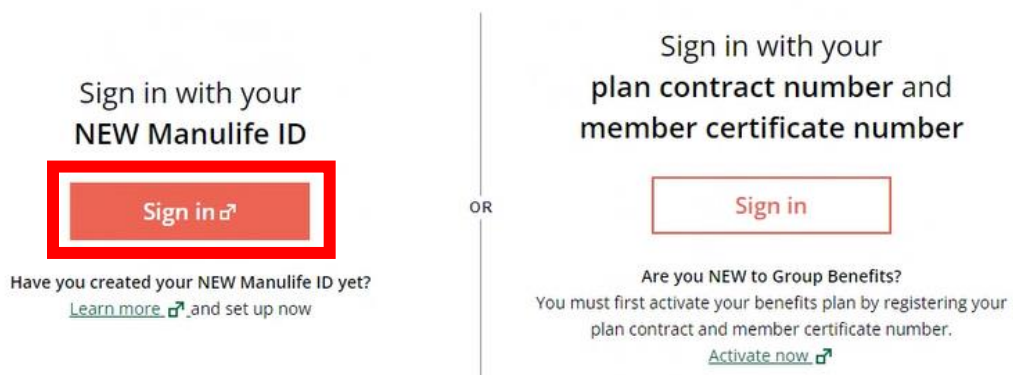 Sign in with your
NEW Manulife ID
Sign in
Have you created your NEW Manulife ID yet?
Learn more and set up now
OR
Sign in with your
plan contract number and
member certificate number
Sign in
Are you NEW to Group Benefits?
You must first activate your benefits plan by registering your
plan contract and member certificate number.
Activate now